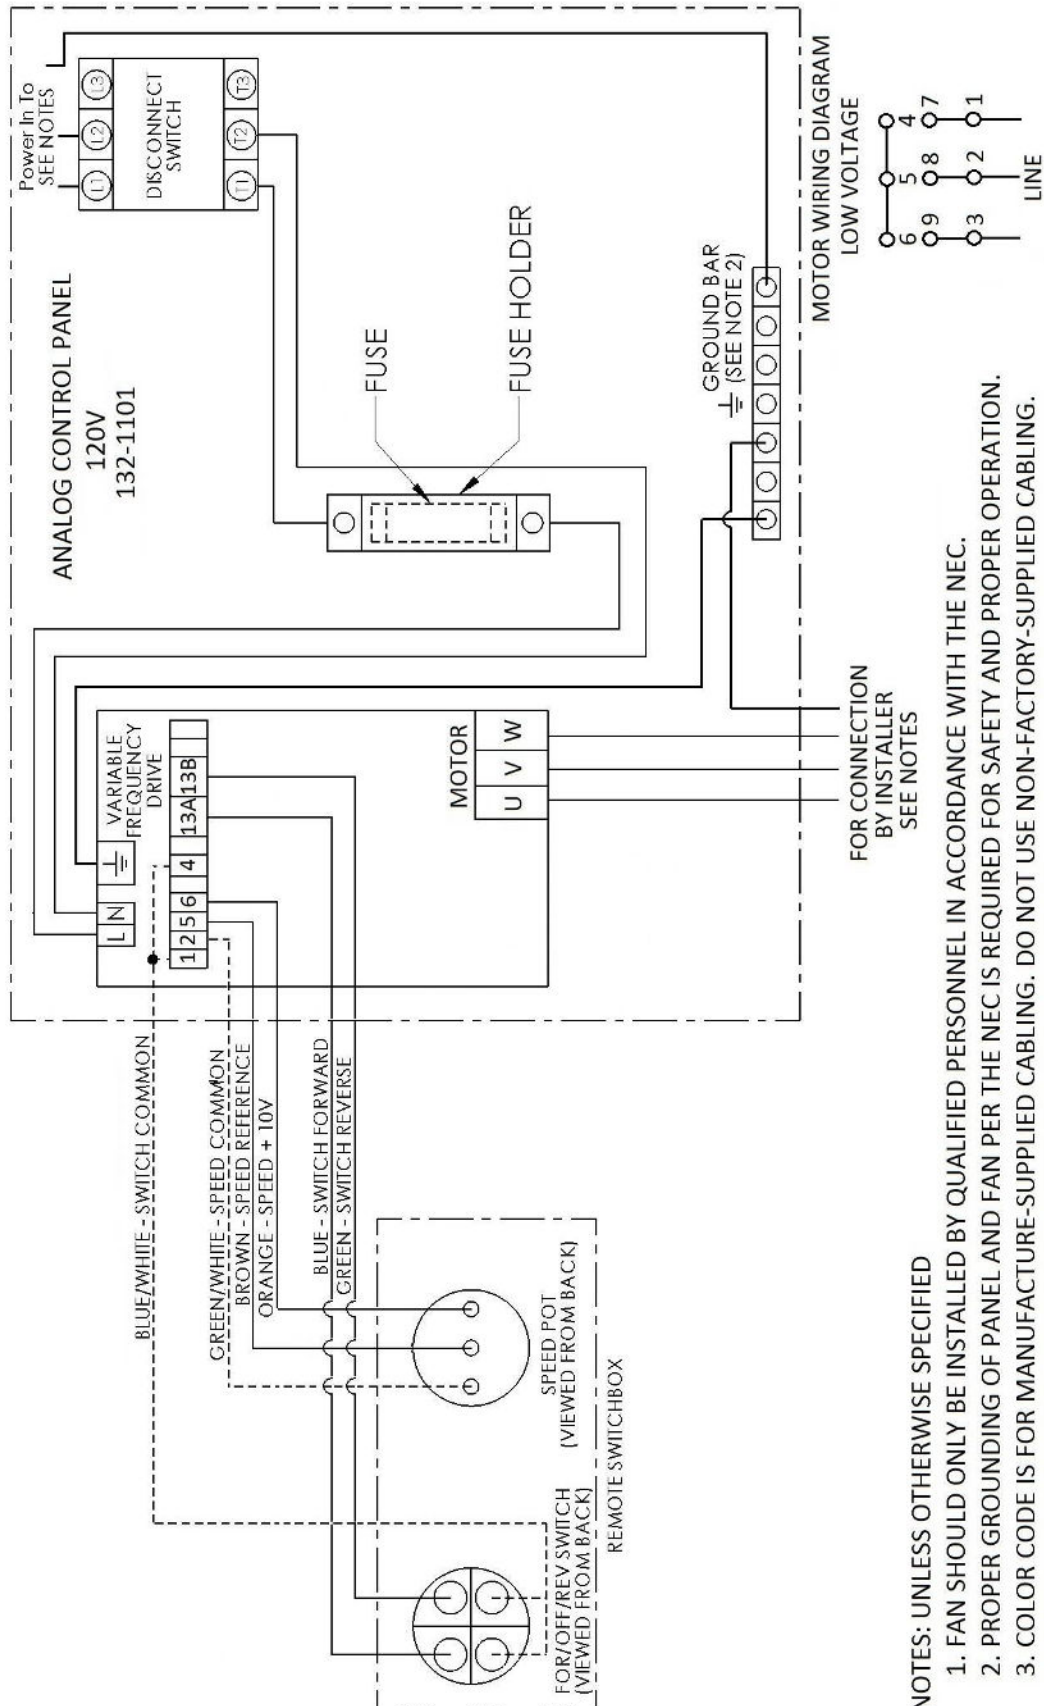 ANALOG CONTROL PANEL
120V
132-1101
Power In To
SEE NOTES
L1
L2
L3
DISCONNECT
SWITCH
T1
T2
T3
FUSE
FUSE HOLDER
GROUND BAR
(SEE NOTE 2)
L
N
VARIABLE
FREQUENCY
DRIVE
1
2
5
6
4
13A
13B
MOTOR
U
V
W
BLUE/WHITE - SWITCH COMMON
GREEN/WHITE - SPEED COMMON
BROWN - SPEED REFERENCE
ORANGE - SPEED + 10V
BLUE - SWITCH FORWARD
GREEN - SWITCH REVERSE
FOR/OFF/REV SWITCH
(VIEWED FROM BACK)
SPEED POT
(VIEWED FROM BACK)
REMOTE SWITCHBOX
FOR CONNECTION
BY INSTALLER
SEE NOTES
MOTOR WIRING DIAGRAM
LOW VOLTAGE
6 5 4
9 8 7
3 2 1
LINE
NOTES: UNLESS OTHERWISE SPECIFIED
1. FAN SHOULD ONLY BE INSTALLED BY QUALIFIED PERSONNEL IN ACCORDANCE WITH THE NEC.
2. PROPER GROUNDING OF PANEL AND FAN PER THE NEC IS REQUIRED FOR SAFETY AND PROPER OPERATION.
3. COLOR CODE IS FOR MANUFACTURE-SUPPLIED CABLING. DO NOT USE NON-FACTORY-SUPPLIED CABLING.